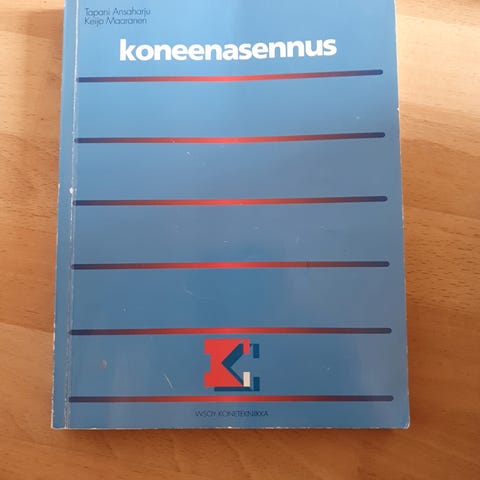 Tapani Ansaharju
Keijo Maaranen
koneenasennus
WSOY KONETEKNIIKKA